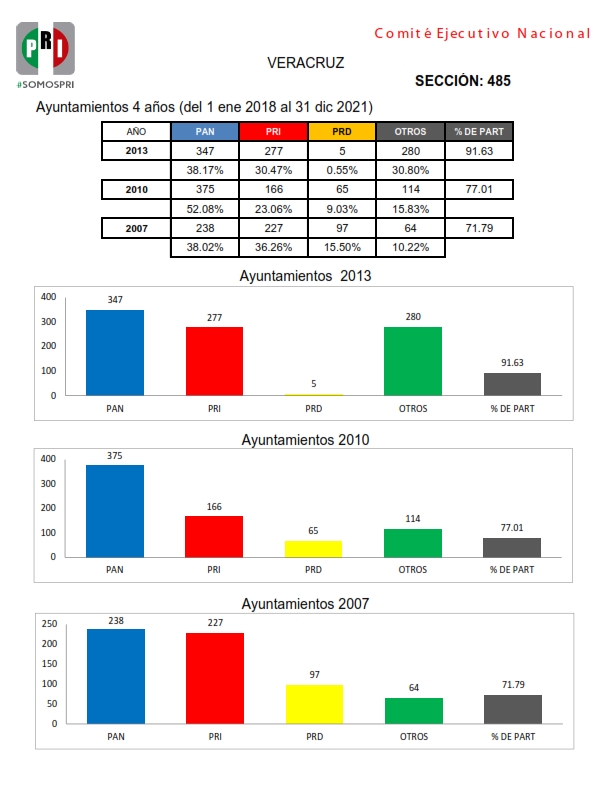 Comité Ejecutivo Nacional
PRI
#SOMOSPRI
VERACRUZ
SECCIÓN: 485
Ayuntamientos 4 años (del 1 ene 2018 al 31 dic 2021)
AÑO PAN PRI PRD OTROS % DE PART
2013 347 277 5 280 91.63
38.17% 30.47% 0.55% 30.80%
2010 375 166 65 114 77.01
52.08% 23.06% 9.03% 15.83%
2007 238 227 97 64 71.79
38.02% 36.26% 15.50% 10.22%
Ayuntamientos 2013
400
300
200
100
0
347
277
5
280
91.63
PAN PRI PRD OTROS % DE PART
Ayuntamientos 2010
400
300
200
100
0
375
166
65
114
77.01
PAN PRI PRD OTROS % DE PART
Ayuntamientos 2007
250
200
150
100
50
0
238
227
97
64
71.79
PAN PRI PRD OTROS % DE PART